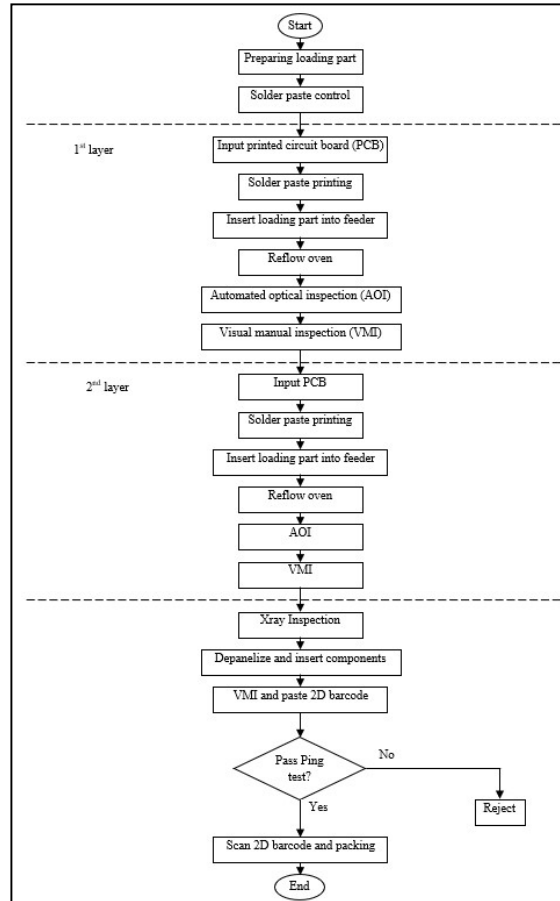 Start
Preparing loading part
Solder paste control
1st layer
Input printed circuit board (PCB)
Solder paste printing
Insert loading part into feeder
Reflow oven
Automated optical inspection (AOI)
Visual manual inspection (VMI)
2nd layer
Input PCB
Solder paste printing
Insert loading part into feeder
Reflow oven
AOI
VMI
Xray Inspection
Depanelize and insert components
VMI and paste 2D barcode
Pass Ping
test?
No
Yes
Reject
Scan 2D barcode and packing
End